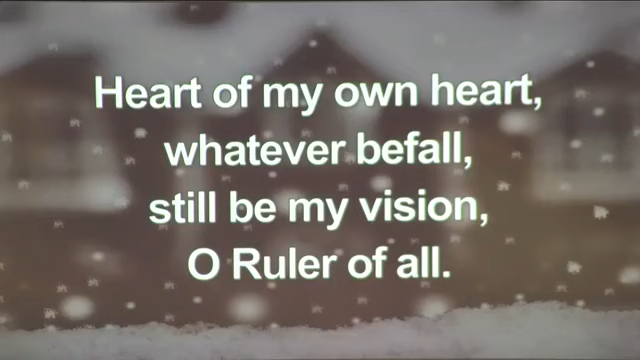 Heart of my own heart,
whatever befall,
still be my vision,
O Ruler of all.